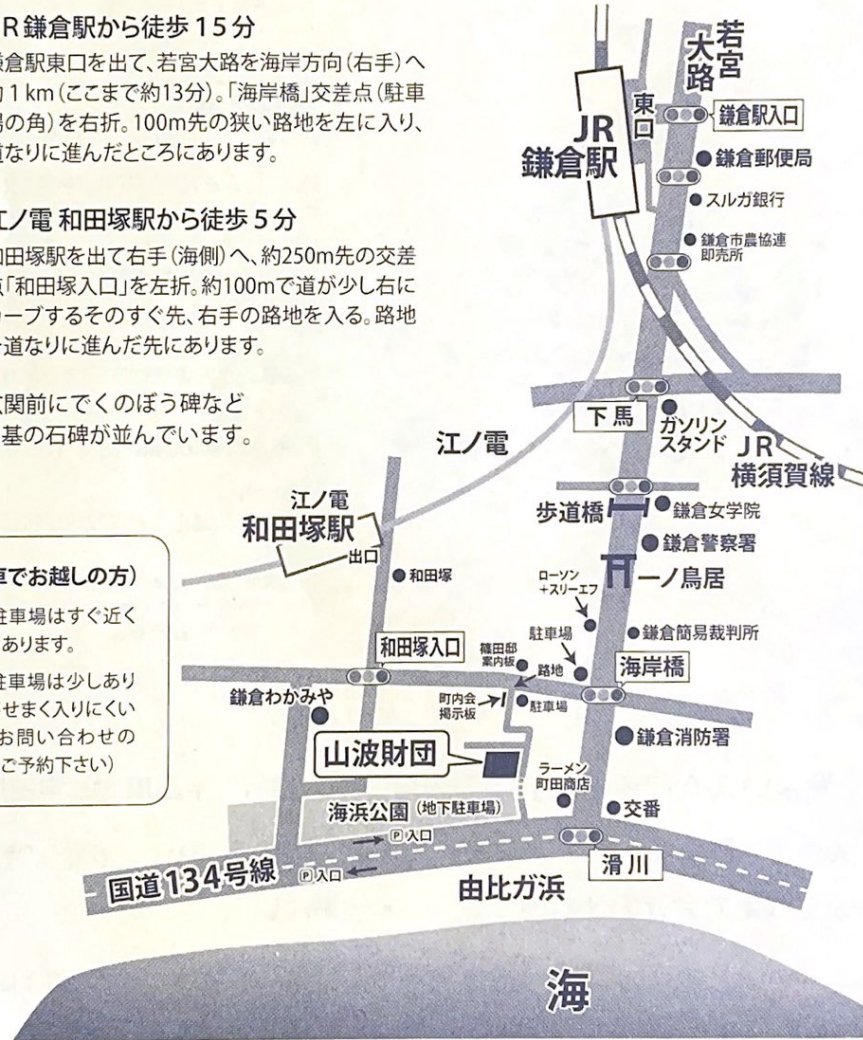 R鎌倉駅から徒歩15分
倉駅東口を出て、若宮大路を海岸方向(右手)へ
1km(ここまで約13分)。「海岸橋」交差点(駐車
の角)を右折。100m先の狭い路地を左に入り、
なりに進んだところにあります。
江ノ電 和田塚駅から徒歩5分
田塚駅を出て右手(海側)へ、約250m先の交差
「和田塚入口」を左折。約100mで道が少し右に
ーブするそのすぐ先、右手の路地を入る。路地
道なりに進んだ先にあります。
関前にでくのぼう碑など
基の石碑が並んでいます。
車でお越しの方)
駐車場はすぐ近く
あります。
駐車場は少しあり
せまく入りにくい
お問い合わせの
ご予約下さい)
若宮
大路
東口
JR
鎌倉駅
鎌倉駅入口
鎌倉郵便局
スルガ銀行
鎌倉市農協連
即売所
下馬
ガソリン
スタンド
JR
横須賀線
江ノ電
江ノ電
和田塚駅
出口
和田塚
歩道橋
鎌倉女学院
鎌倉警察署
一ノ鳥居
ローソン
+スリーエフ
駐車場
鎌倉簡易裁判所
和田塚入口
篠田邸
案内板
路地
海岸橋
鎌倉わかみや
町内会
掲示板
駐車場
鎌倉消防署
山波財団
ラーメン
町田商店
交番
海浜公園(地下駐車場)
P入口
国道134号線
P入口
滑川
由比ガ浜
海